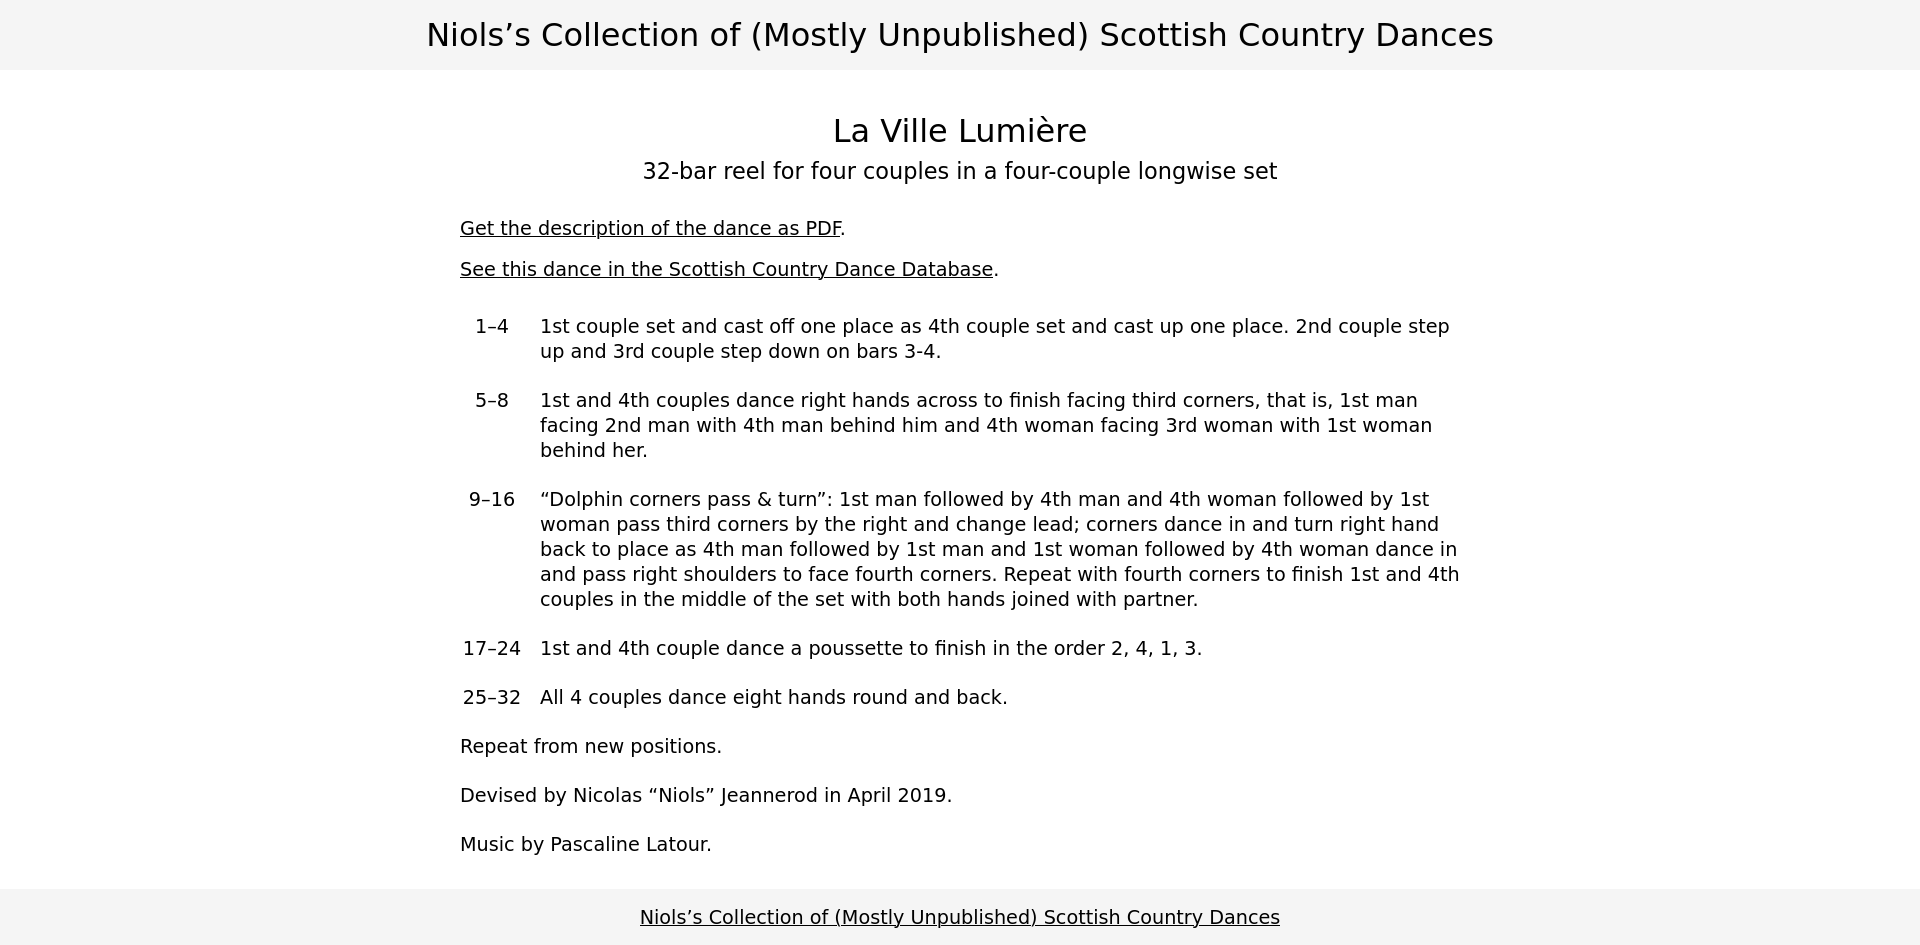 Niols’s Collection of (Mostly Unpublished) Scottish Country Dances
La Ville Lumière
32-bar reel for four couples in a four-couple longwise set
Get the description of the dance as PDF.
See this dance in the Scottish Country Dance Database.
1–4 1st couple set and cast off one place as 4th couple set and cast up one place. 2nd couple step
up and 3rd couple step down on bars 3-4.
5–8 1st and 4th couples dance right hands across to finish facing third corners, that is, 1st man
facing 2nd man with 4th man behind him and 4th woman facing 3rd woman with 1st woman
behind her.
9–16 “Dolphin corners pass & turn”: 1st man followed by 4th man and 4th woman followed by 1st
woman pass third corners by the right and change lead; corners dance in and turn right hand
back to place as 4th man followed by 1st man and 1st woman followed by 4th woman dance in
and pass right shoulders to face fourth corners. Repeat with fourth corners to finish 1st and 4th
couples in the middle of the set with both hands joined with partner.
17–24 1st and 4th couple dance a poussette to finish in the order 2, 4, 1, 3.
25–32 All 4 couples dance eight hands round and back.
Repeat from new positions.
Devised by Nicolas “Niols” Jeannerod in April 2019.
Music by Pascaline Latour.
Niols’s Collection of (Mostly Unpublished) Scottish Country Dances